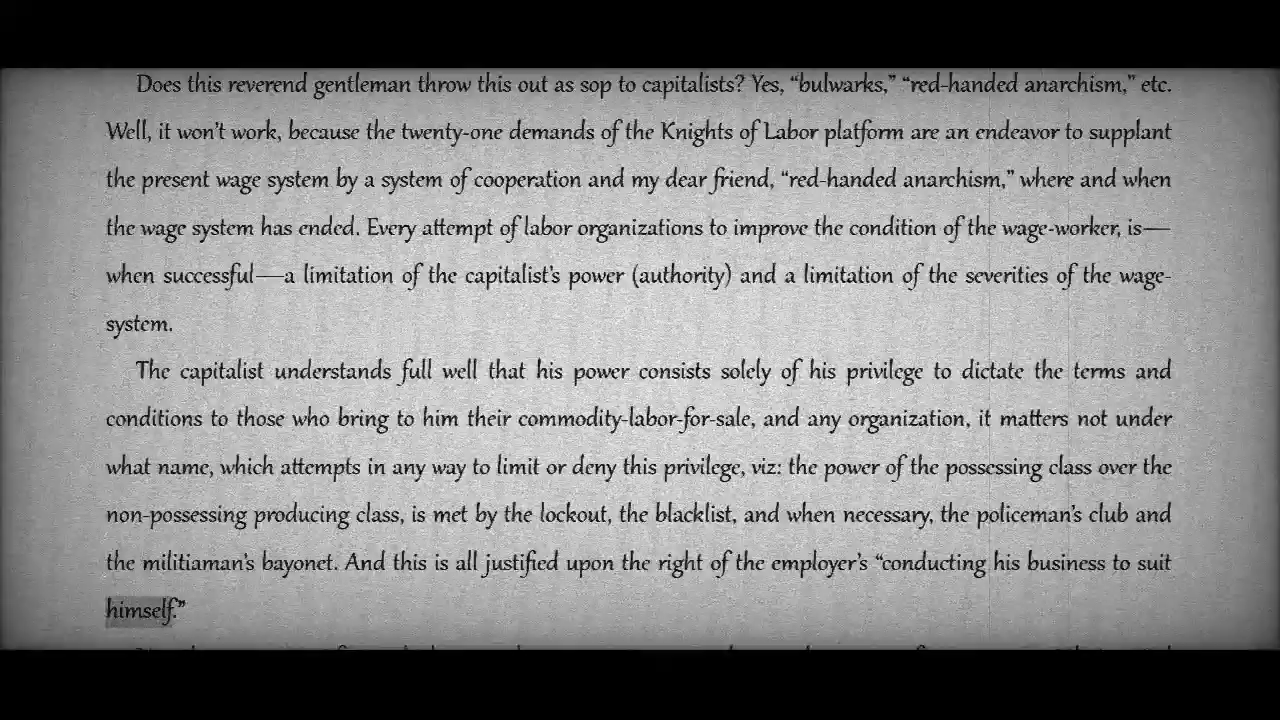 Does this reverend gentleman throw this out as sop to capitalists? Yes, “bulwarks,” “red-handed anarchism,” etc.
Well, it won’t work, because the twenty-one demands of the Knights of Labor platform are an endeavor to supplant
the present wage system by a system of cooperation and my dear friend, “red-handed anarchism,” where and when
the wage system has ended. Every attempt of labor organizations to improve the condition of the wage-worker, is—
when successful—a limitation of the capitalist’s power (authority) and a limitation of the severities of the wage-
system.
The capitalist understands full well that his power consists solely of his privilege to dictate the terms and
conditions to those who bring to him their commodity-labor-for-sale, and any organization, it matters not under
what name, which attempts in any way to limit or deny this privilege, viz: the power of the possessing class over the
non-possessing producing class, is met by the lockout, the blacklist, and when necessary, the policeman’s club and
the militiaman’s bayonet. And this is all justified upon the right of the employer’s “conducting his business to suit
himself.”